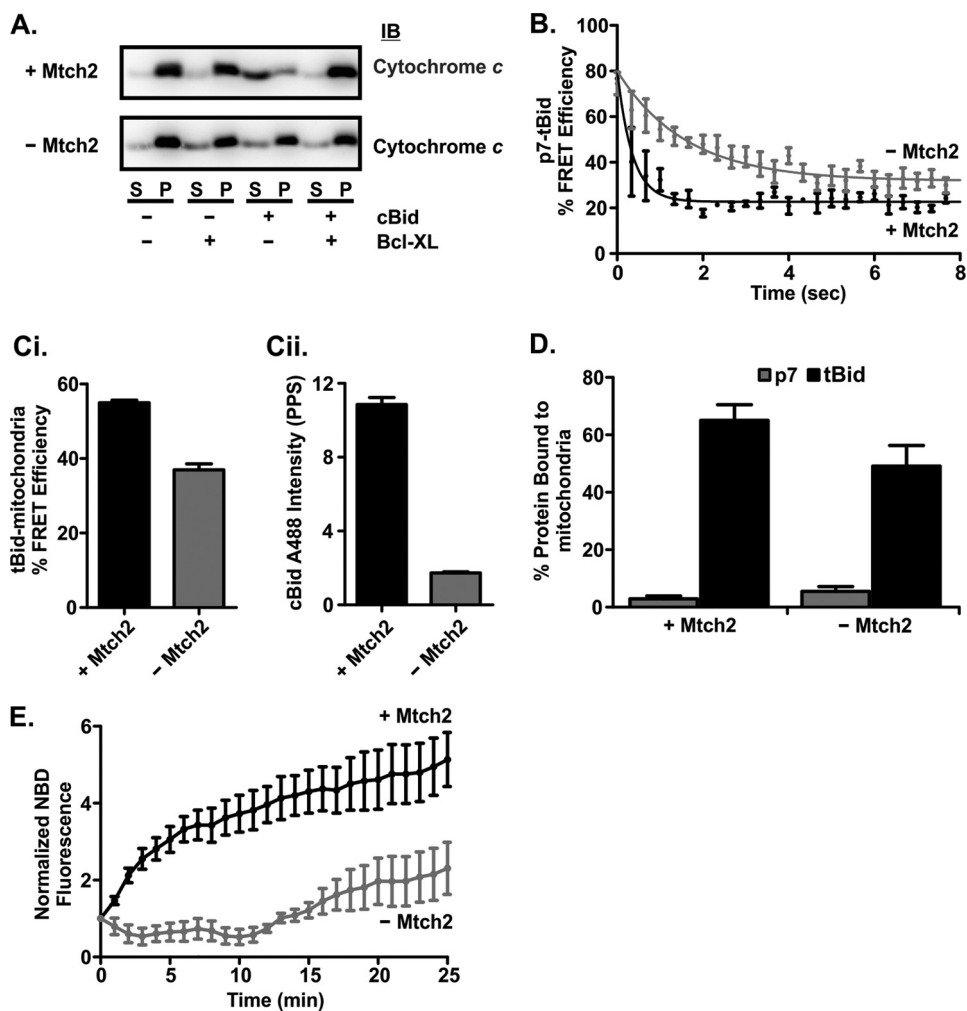 A.
IB
+ Mtch2
Cytochrome c
− Mtch2
Cytochrome c
S P S P S P S P
− − + + cBid
− + − + Bcl-XL
B.
p7-tBid
% FRET Efficiency
100
80
60
40
20
0
− Mtch2
+ Mtch2
0 2 4 6 8
Time (sec)
Ci.
tBid-mitochondria
% FRET Efficiency
60
40
20
0
+ Mtch2
− Mtch2
Cii.
cBid A488 Intensity (PPS)
12
8
4
0
+ Mtch2
− Mtch2
D.
p7 tBid
% Protein Bound to
mitochondria
80
60
40
20
0
+ Mtch2 − Mtch2
E.
Normalized NBD
Fluorescence
6
4
2
0
+ Mtch2
− Mtch2
0 5 10 15 20 25
Time (min)